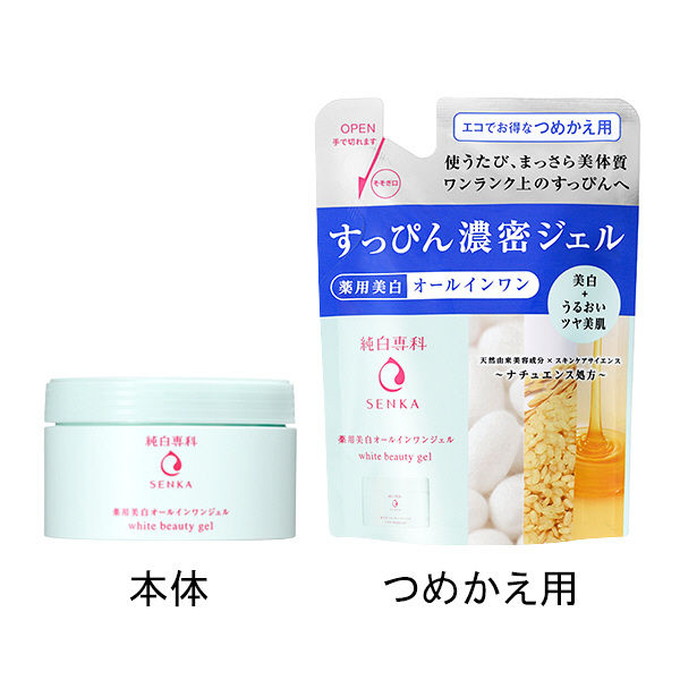 純白専科
SENKA
薬用美白オールインワンジェル
white beauty gel
本体
OPEN
手で切れます
そそぎ口
エコでお得なつめかえ用
使うたび、まっさら美体質
ワンランク上のすっぴんへ
すっぴん濃密ジェル
薬用美白 オールインワン
美白
+
うるおい
ツヤ美肌
天然由来美容成分×スキンケアサイエンス
～ナチュエンス処方～
純白専科
SENKA
薬用美白オールインワンジェル
white beauty gel
つめかえ用